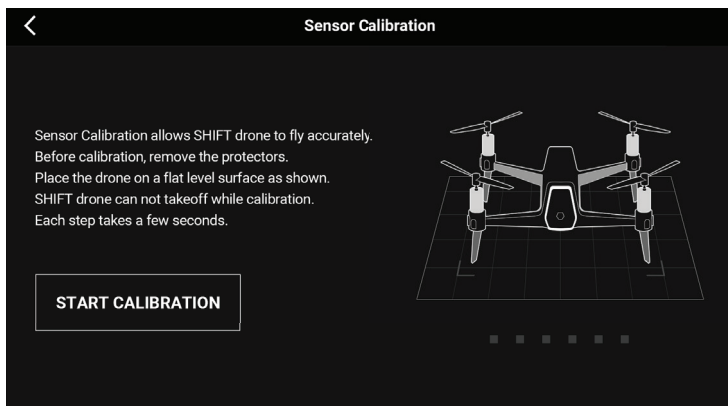 Sensor Calibration
Sensor Calibration allows SHIFT drone to fly accurately.
Before calibration, remove the protectors.
Place the drone on a flat level surface as shown.
SHIFT drone can not takeoff while calibration.
Each step takes a few seconds.
START CALIBRATION